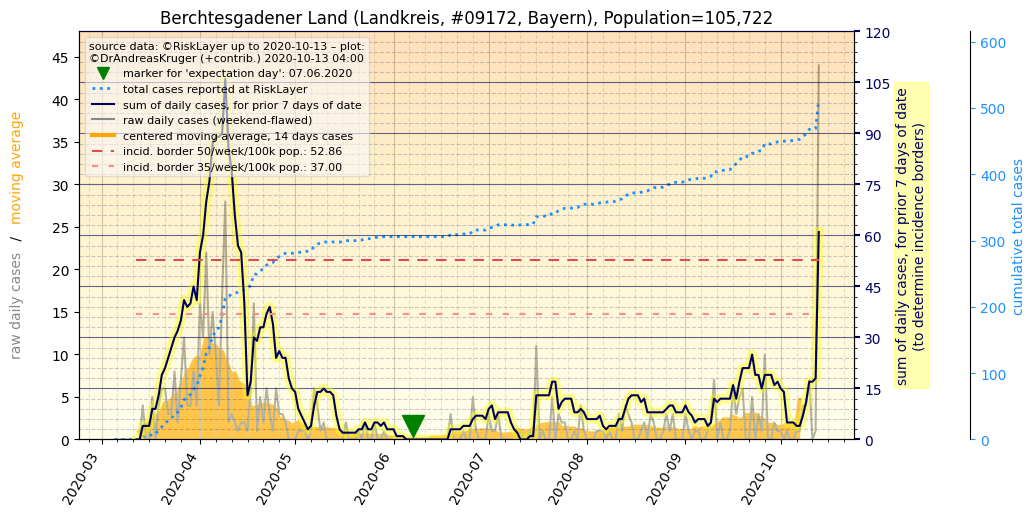 Berchtesgadener Land (Landkreis, #09172, Bayern), Population=105,722
source data: ©RiskLayer up to 2020-10-13 – plot:
©DrAndreasKruger (+contrib.) 2020-10-13 04:00
marker for 'expectation day': 07.06.2020
total cases reported at RiskLayer
sum of daily cases, for prior 7 days of date
raw daily cases (weekend-flawed)
centered moving average, 14 days cases
incid. border 50/week/100k pop.: 52.86
incid. border 35/week/100k pop.: 37.00
raw daily cases / moving average
45
40
35
30
25
20
15
10
5
0
2020-03
2020-04
2020-05
2020-06
2020-07
2020-08
2020-09
2020-10
120
105
90
75
60
45
30
15
0
sum of daily cases, for prior 7 days of date
(to determine incidence borders)
600
500
400
300
200
100
0
cumulative total cases